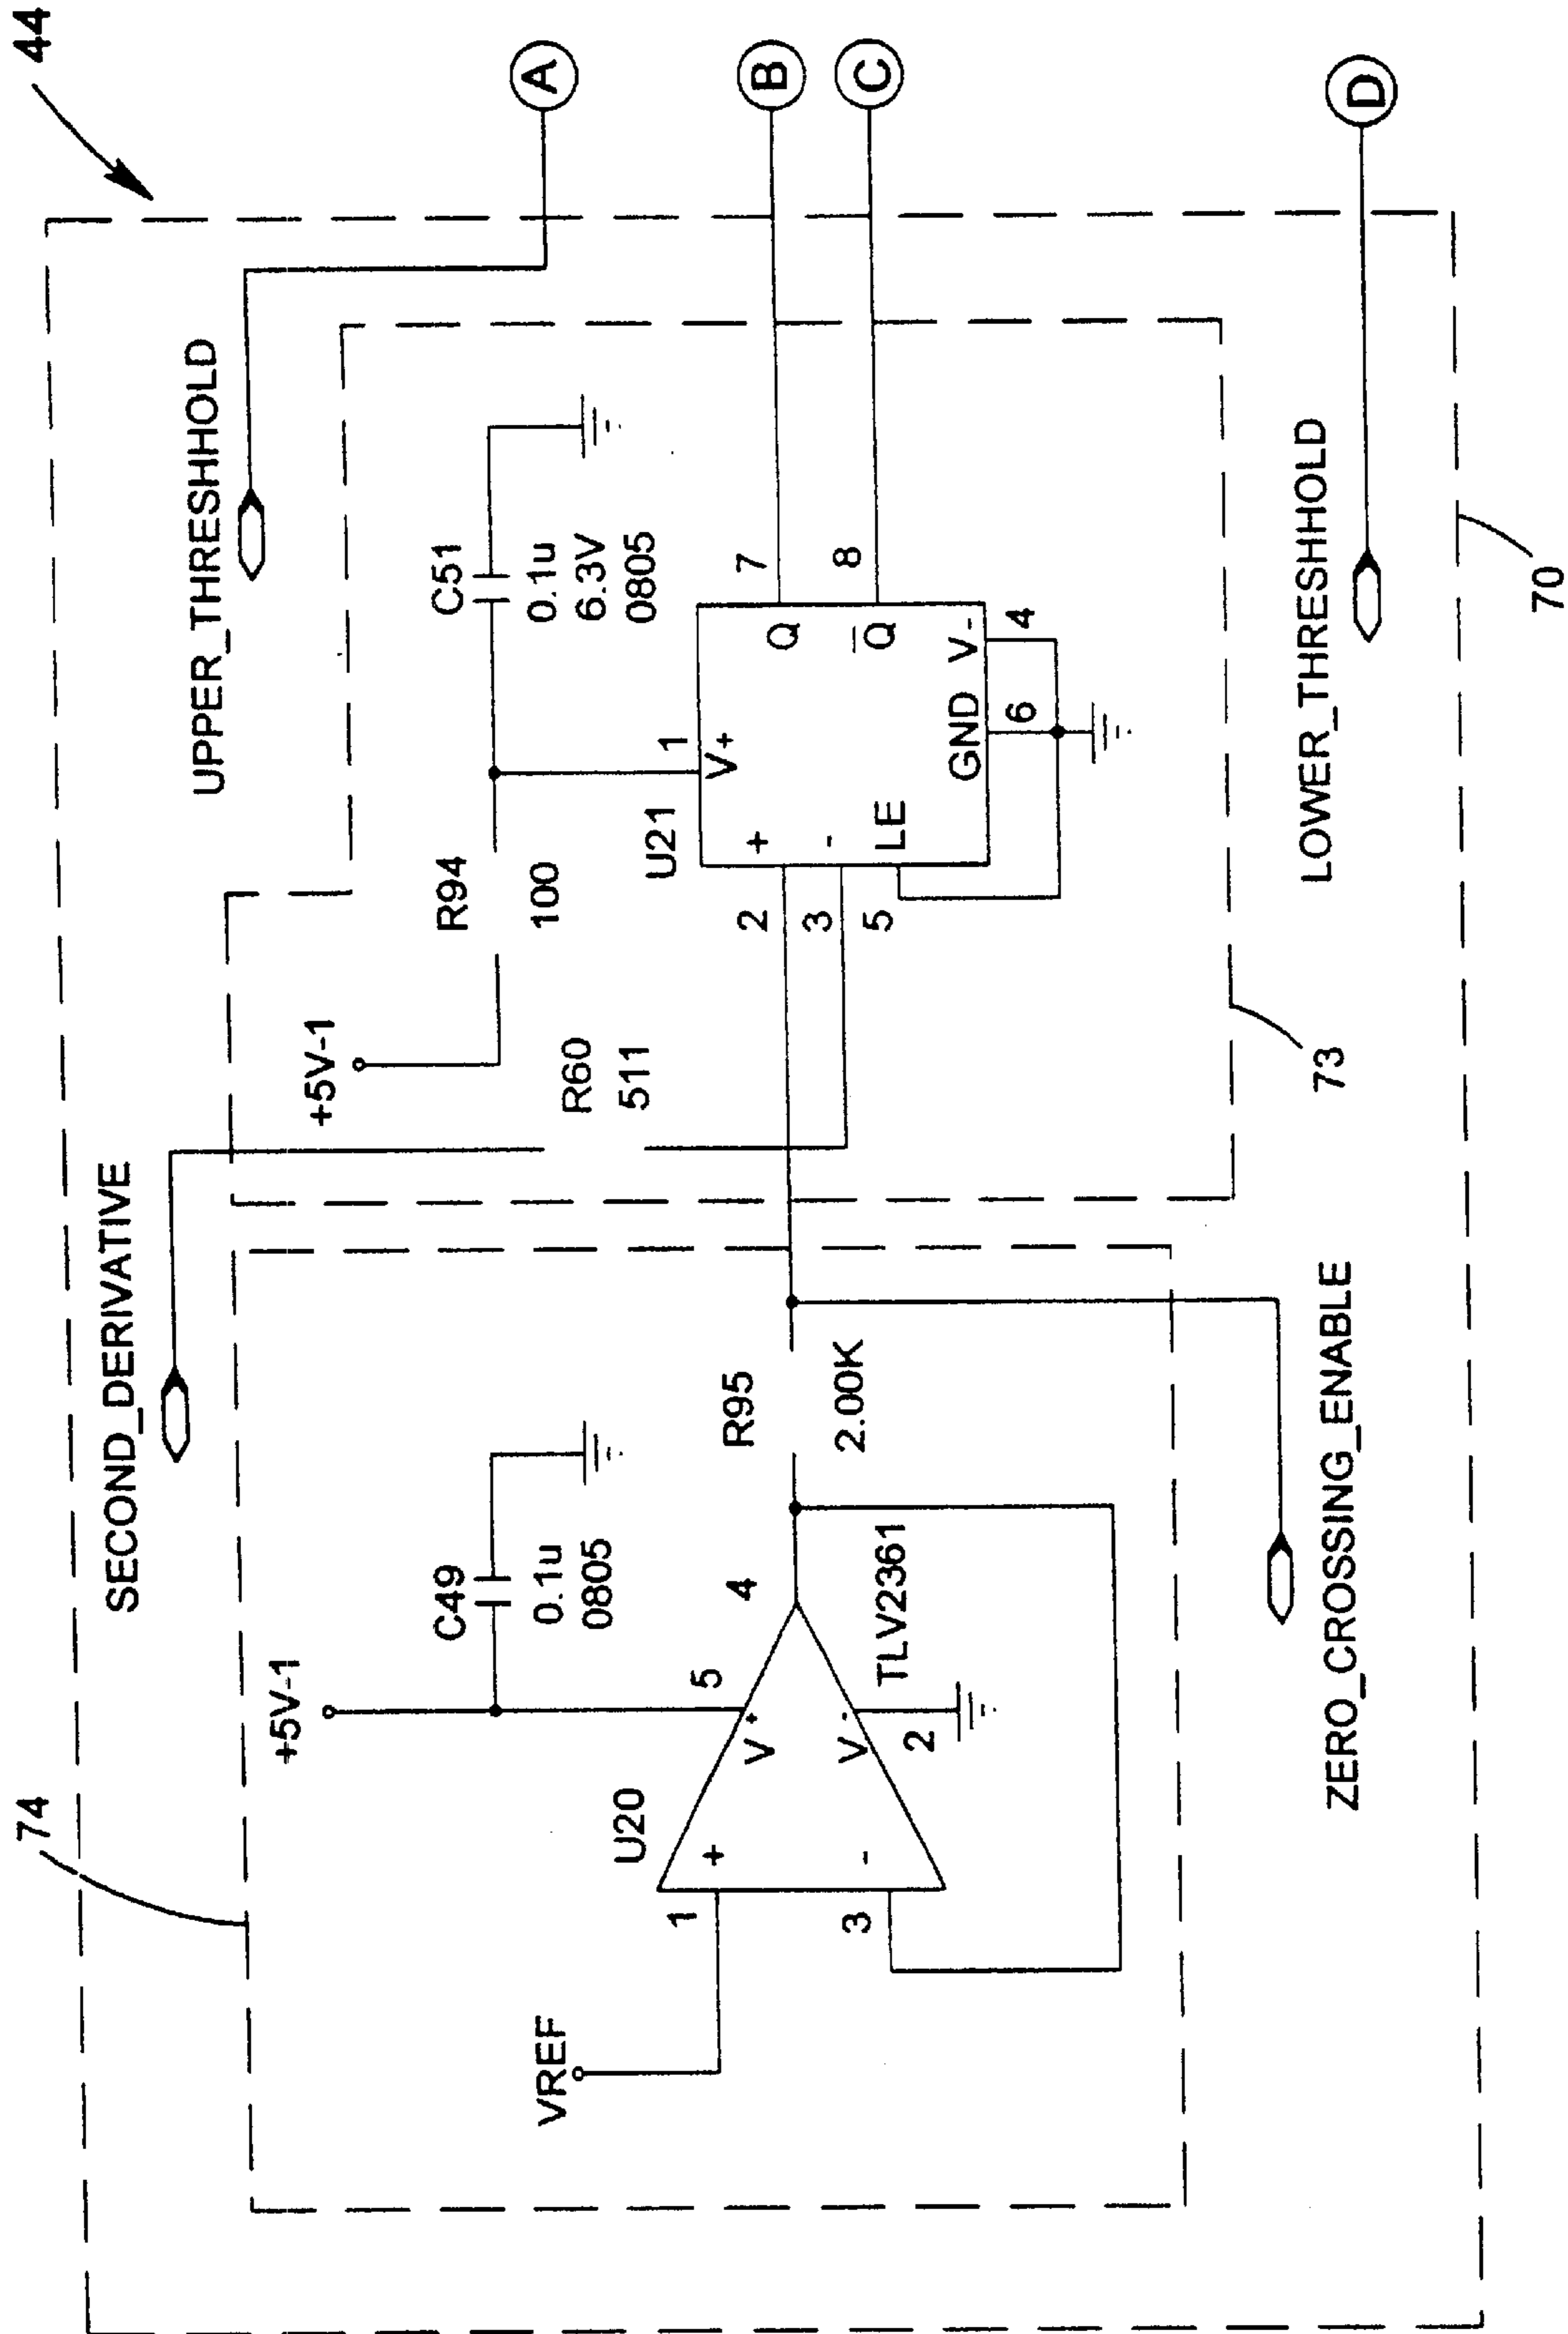 44
74
SECOND_DERIVATIVE
UPPER_THRESHHOLD
A
+5V-1
+5V-1
C49
0.1u
0805
R94
100
C51
0.1u
6.3V
0805
VREF
R60
511
U20
1
+
3
-
5
V+
V-
2
4
TLV2361
R95
2.00K
U21
1
V+
2
+
3
-
5
LE
GND
6
V-
4
Q
7
Q̅
8
B
C
ZERO_CROSSING_ENABLE
73
LOWER_THRESHHOLD
D
70